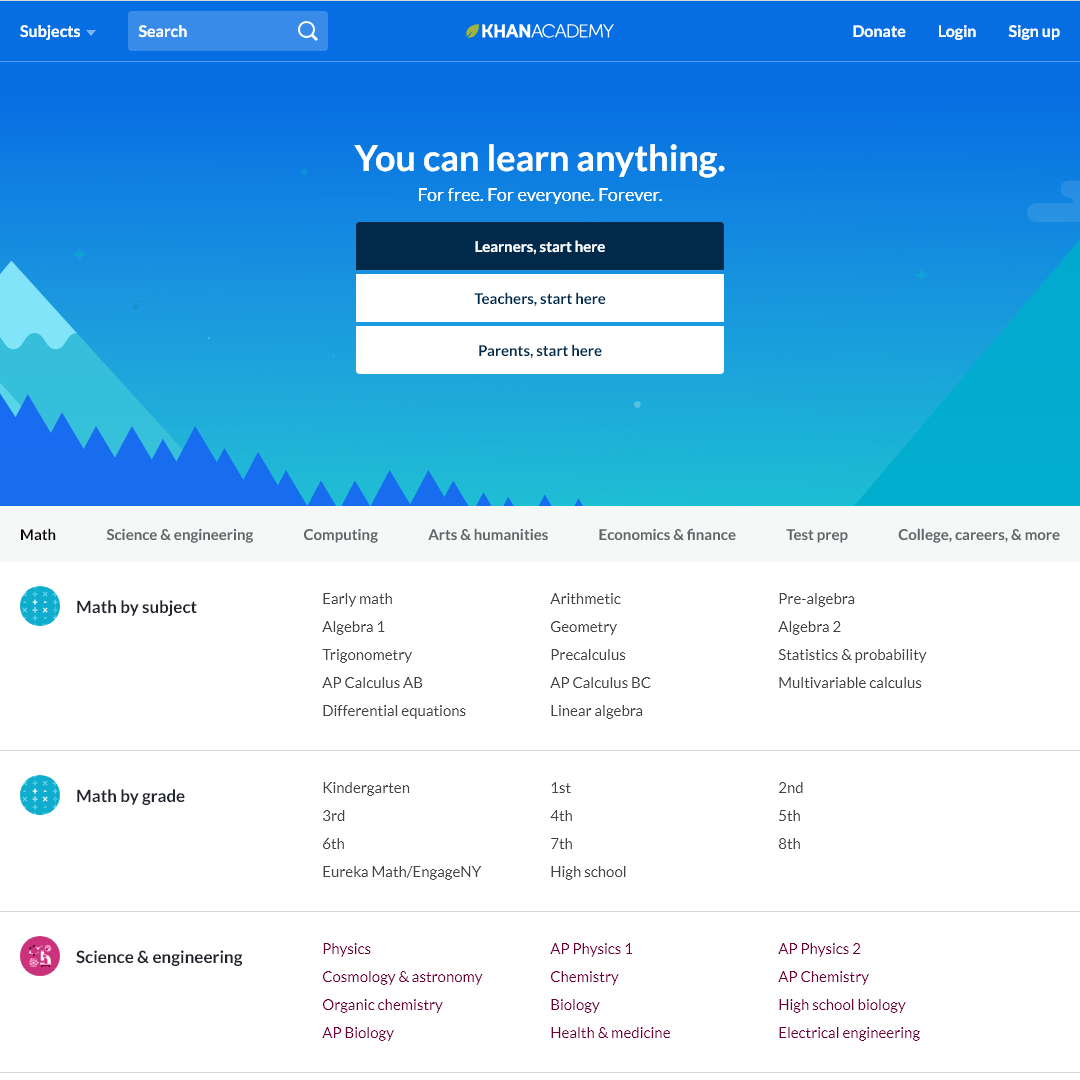 Subjects Search KHANACADEMY Donate Login Sign up
You can learn anything.
For free. For everyone. Forever.
Learners, start here
Teachers, start here
Parents, start here
Math Science & engineering Computing Arts & humanities Economics & finance Test prep College, careers, & more
Math by subject
Early math Arithmetic Pre-algebra
Algebra 1 Geometry Algebra 2
Trigonometry Precalculus Statistics & probability
AP Calculus AB AP Calculus BC Multivariable calculus
Differential equations Linear algebra
Math by grade
Kindergarten 1st 2nd
3rd 4th 5th
6th 7th 8th
Eureka Math/EngageNY High school
Science & engineering
Physics AP Physics 1 AP Physics 2
Cosmology & astronomy Chemistry AP Chemistry
Organic chemistry Biology High school biology
AP Biology Health & medicine Electrical engineering